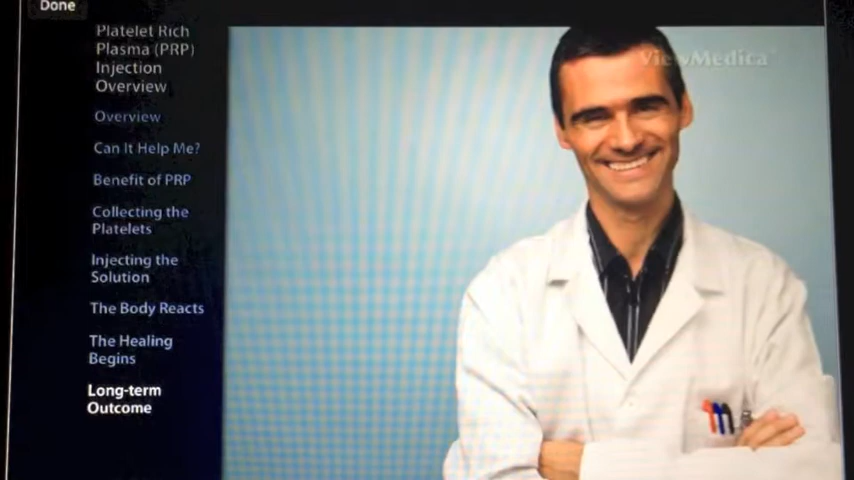 Done
Platelet Rich
Plasma (PRP)
Injection
Overview
Overview
Can It Help Me?
Benefit of PRP
Collecting the
Platelets
Injecting the
Solution
The Body Reacts
The Healing
Begins
Long-term
Outcome
ViewMedica